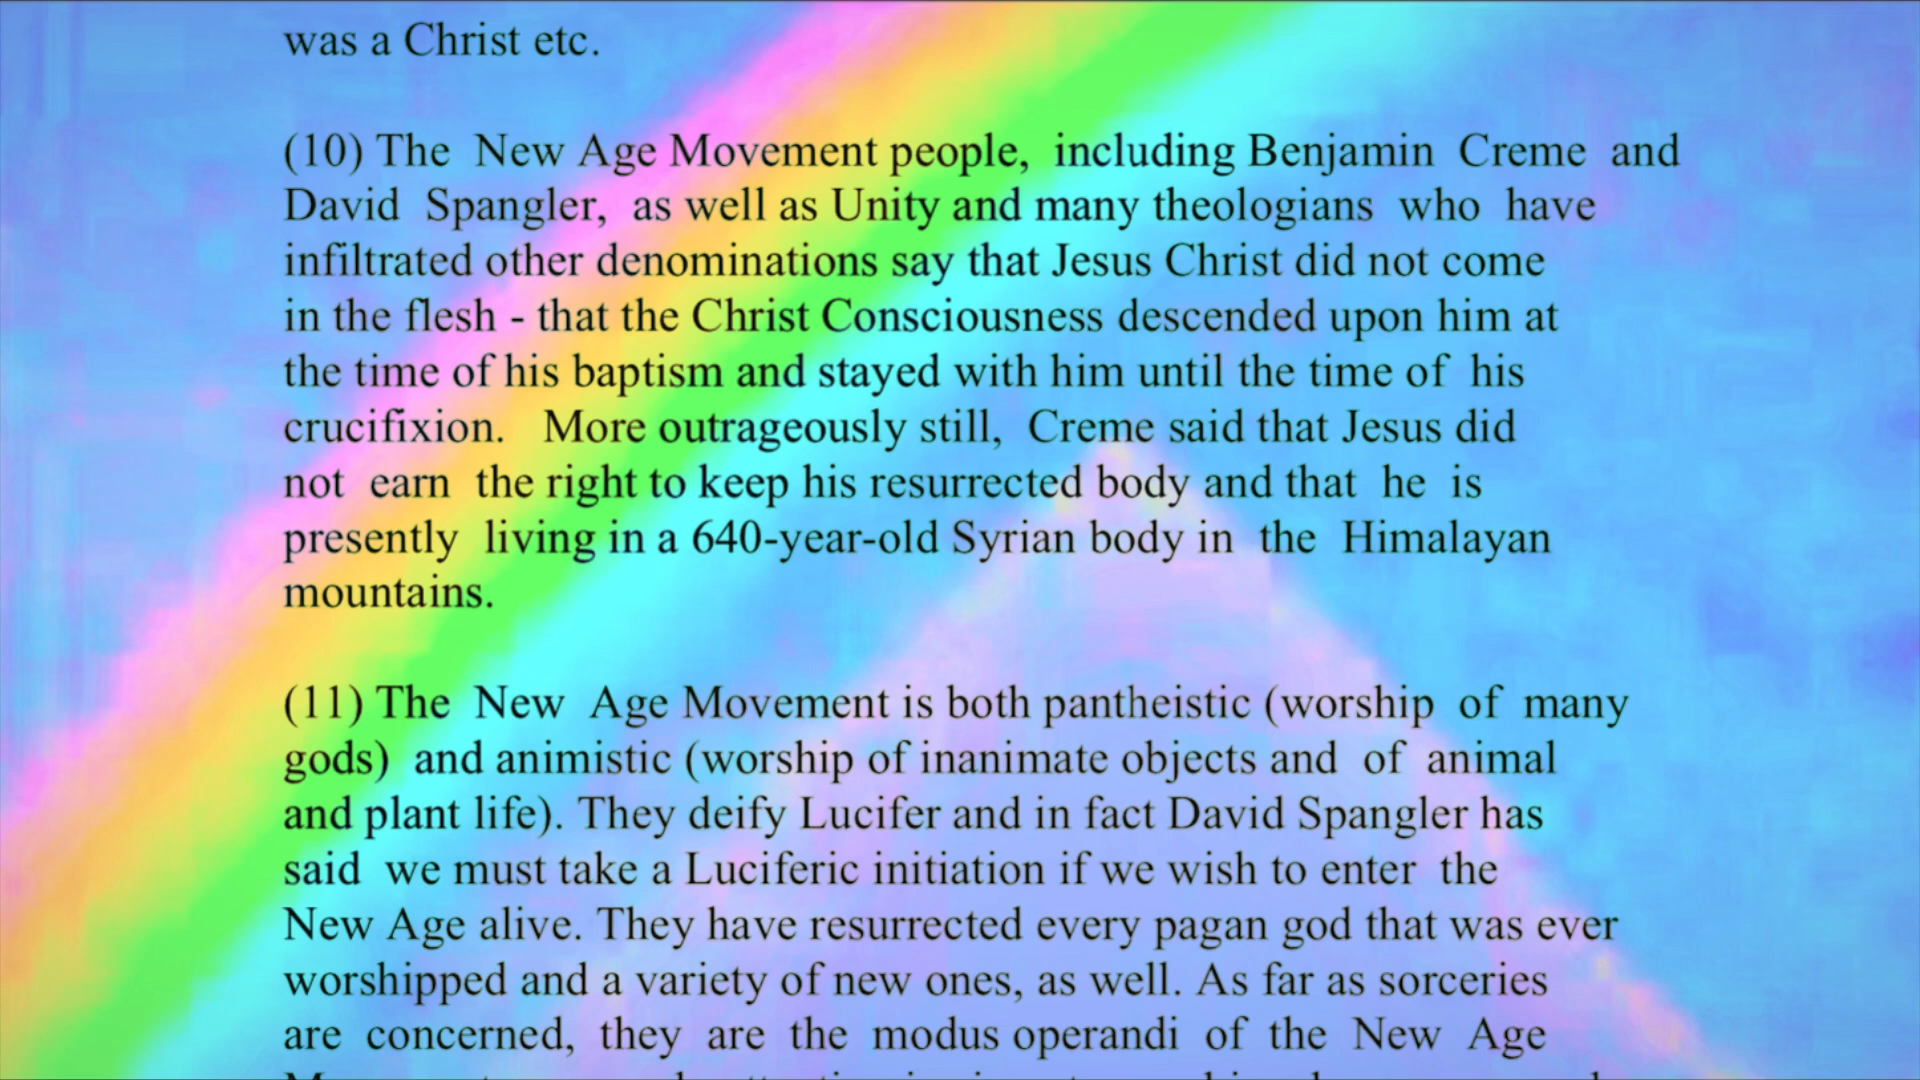 was a Christ etc.
(10) The New Age Movement people, including Benjamin Creme and
David Spangler, as well as Unity and many theologians who have
infiltrated other denominations say that Jesus Christ did not come
in the flesh - that the Christ Consciousness descended upon him at
the time of his baptism and stayed with him until the time of his
crucifixion. More outrageously still, Creme said that Jesus did
not earn the right to keep his resurrected body and that he is
presently living in a 640-year-old Syrian body in the Himalayan
mountains.
(11) The New Age Movement is both pantheistic (worship of many
gods) and animistic (worship of inanimate objects and of animal
and plant life). They deify Lucifer and in fact David Spangler has
said we must take a Luciferic initiation if we wish to enter the
New Age alive. They have resurrected every pagan god that was ever
worshipped and a variety of new ones, as well. As far as sorceries
are concerned, they are the modus operandi of the New Age